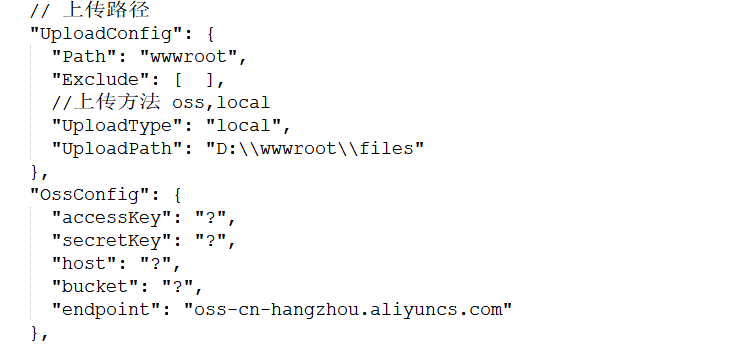 // 上传路径
"UploadConfig": {
"Path": "wwwroot",
"Exclude": [  ],
//上传方法 oss,local
"UploadType": "local",
"UploadPath": "D:\\wwwroot\\files"
},
"OssConfig": {
"accessKey": "?",
"secretKey": "?",
"host": "?",
"bucket": "?",
"endpoint": "oss-cn-hangzhou.aliyuncs.com"
},